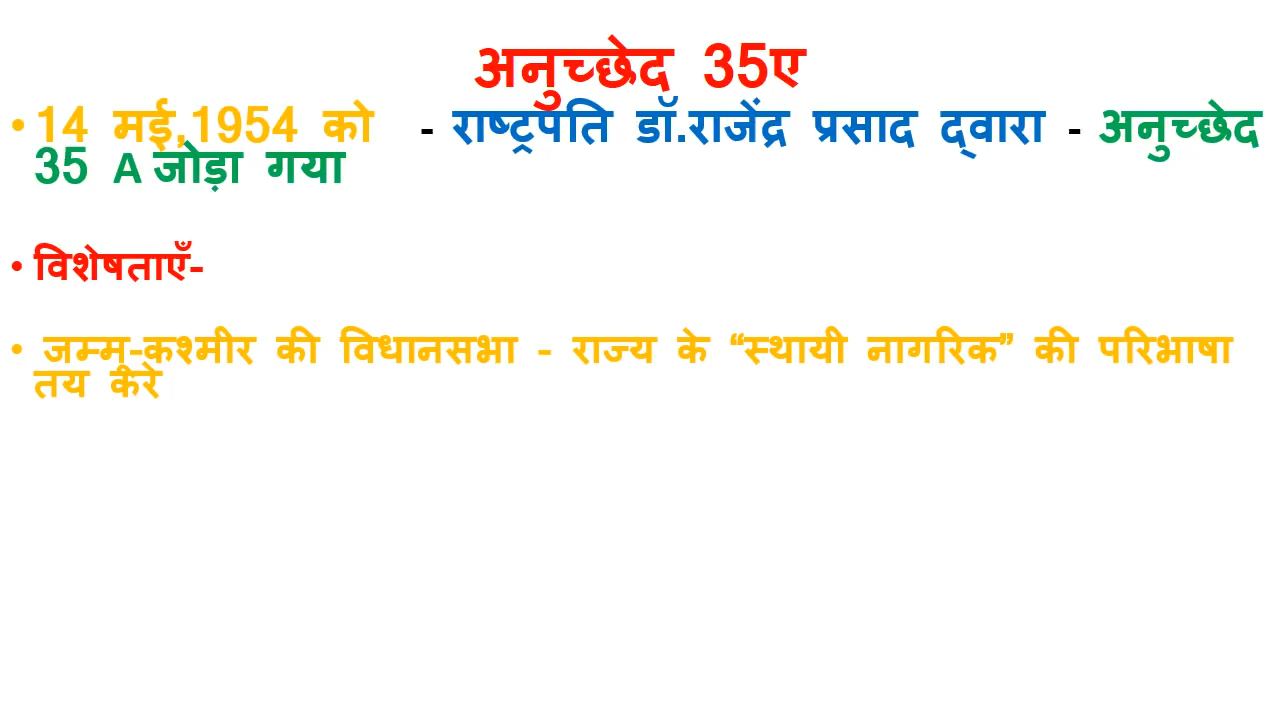 अनुच्छेद 35ए
• 14 मई,1954 को - राष्ट्रपति डॉ.राजेंद्र प्रसाद द्वारा - अनुच्छेद
35 A जोड़ा गया
• विशेषताएँ-
• जम्मू-कश्मीर की विधानसभा - राज्य के “स्थायी नागरिक” की परिभाषा
तय करे